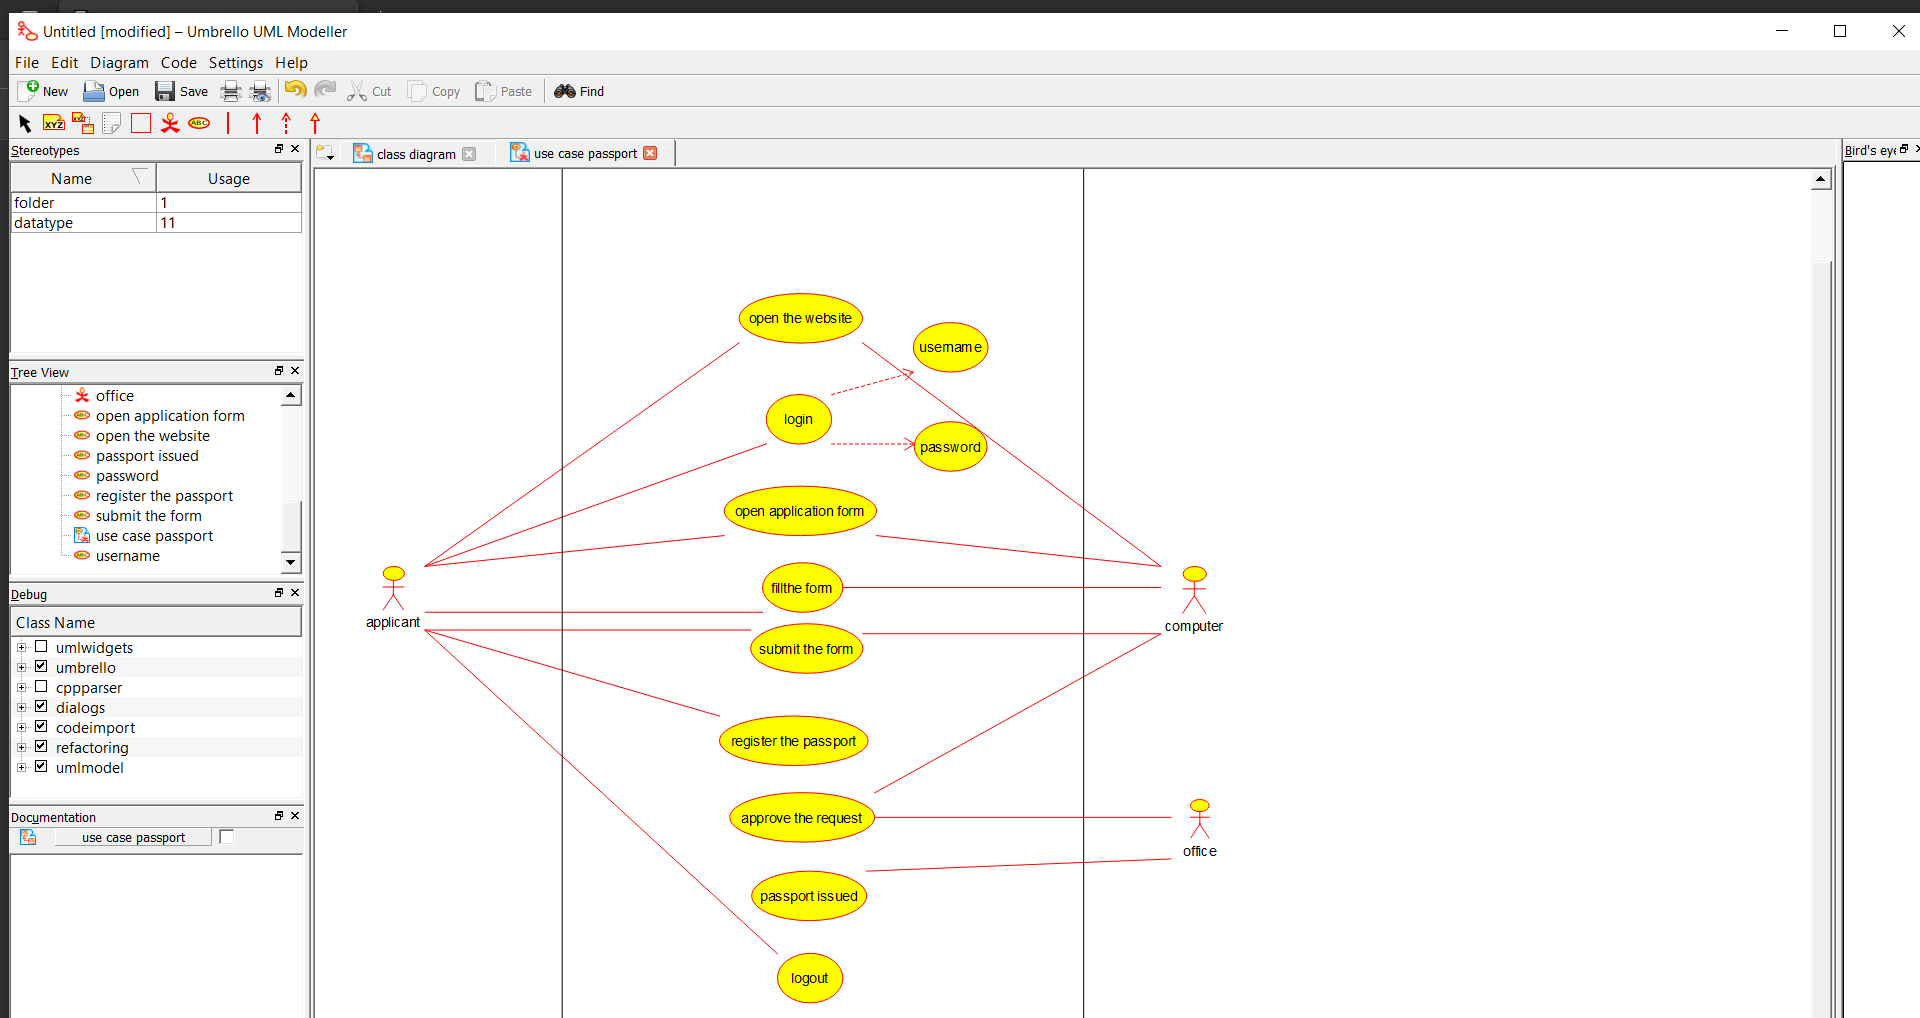 Untitled [modified] – Umbrello UML Modeller
File Edit Diagram Code Settings Help
New Open Save Cut Copy Paste Find
XYZ XYZ ABC
Stereotypes
Name Usage
folder 1
datatype 11
Tree View
office
open application form
open the website
passport issued
password
register the passport
submit the form
use case passport
username
Debug
Class Name
umlwidgets
umbrello
cppparser
dialogs
codeimport
refactoring
umlmodel
Documentation
use case passport
class diagram
use case passport
Bird's eye
open the website
username
login
password
open application form
fillthe form
applicant
computer
submit the form
register the passport
approve the request
office
passport issued
logout